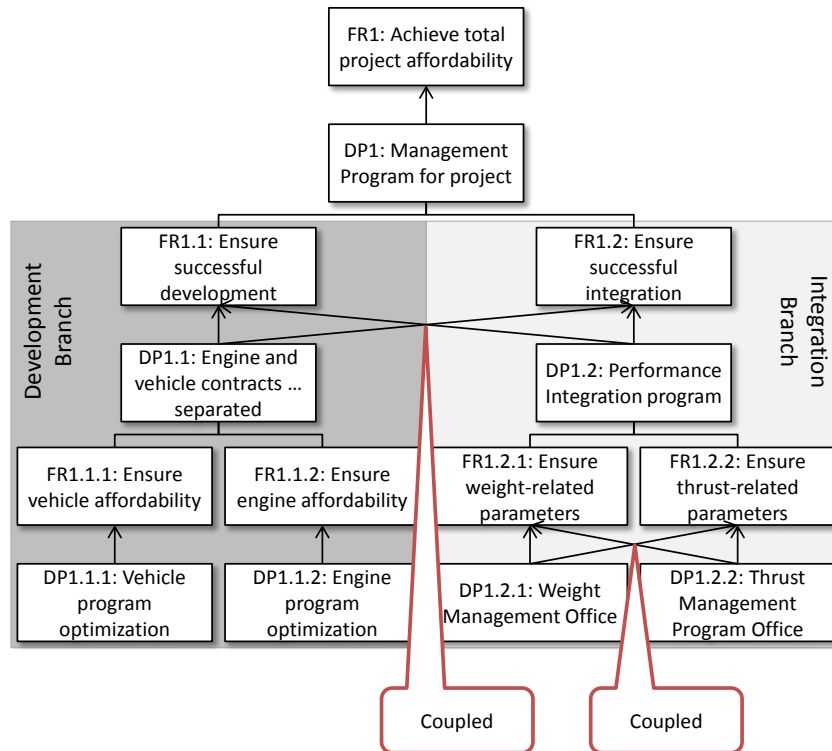 FR1: Achieve total
project affordability
DP1: Management
Program for project
Development
Branch
FR1.1: Ensure
successful
development
FR1.2: Ensure
successful
integration
Integration
Branch
DP1.1: Engine and
vehicle contracts ...
separated
DP1.2: Performance
Integration program
FR1.1.1: Ensure
vehicle affordability
FR1.1.2: Ensure
engine affordability
FR1.2.1: Ensure
weight-related
parameters
FR1.2.2: Ensure
thrust-related
parameters
DP1.1.1: Vehicle
program
optimization
DP1.1.2: Engine
program
optimization
DP1.2.1: Weight
Management Office
DP1.2.2: Thrust
Management
Program Office
Coupled
Coupled